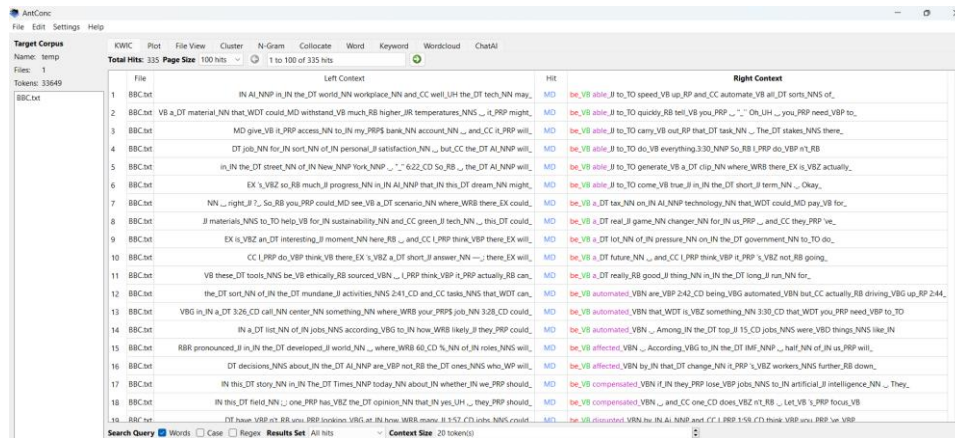 AntConc
File Edit Settings Help
Target Corpus
Name: temp
Files: 1
Tokens: 33649
BBC.txt
KWIC Plot File View Cluster N-Gram Collocate Word Keyword Wordcloud ChatAI
Total Hits: 335 Page Size 100 hits 1 to 100 of 335 hits
File Left Context Hit Right Context
1 BBC.txt IN AI_NNP in_IN the_DT world_NN workplace_NN and_CC well_UH the_DT tech_NN may_ MD be_VB able_JJ to_TO speed_VB up_RP and_CC automate_VB all_DT sorts_NNS of_
2 BBC.txt VB a_DT material_NN that_WDT could_MD withstand_VB much_RB higher_JJR temperatures_NNS ,_, it_PRP might_ MD be_VB able_JJ to_TO quickly_RB tell_VB you_PRP ,_, "_`` Oh_UH ,_, you_PRP need_VBP to_
3 BBC.txt MD give_VB it_PRP access_NN to_IN my_PRP$ bank_NN account_NN ,_, and_CC it_PRP will_ MD be_VB able_JJ to_TO carry_VB out_RP that_DT task_NN ._. The_DT stakes_NNS there_
4 BBC.txt DT job_NN for_IN sort_NN of_IN personal_JJ satisfaction_NN ,_, but_CC the_DT AI_NNP will_ MD be_VB able_JJ to_TO do_VB everything.3:30_NNP So_RB I_PRP do_VBP n't_RB
5 BBC.txt in_IN the_DT street_NN of_IN New_NNP York_NNP ,_, "_" 6:22_CD So_RB ,_, the_DT AI_NNP will_ MD be_VB able_JJ to_TO generate_VB a_DT clip_NN where_WRB there_EX is_VBZ actually_
6 BBC.txt EX 's_VBZ so_RB much_JJ progress_NN in_IN AI_NNP that_IN this_DT dream_NN might_ MD be_VB able_JJ to_TO come_VB true_JJ in_IN the_DT short_JJ term_NN ._. Okay_
7 BBC.txt NN ,_, right_JJ ?_. So_RB you_PRP could_MD see_VB a_DT scenario_NN where_WRB there_EX could_ MD be_VB a_DT tax_NN on_IN AI_NNP technology_NN that_WDT could_MD pay_VB for_
8 BBC.txt JJ materials_NNS to_TO help_VB for_IN sustainability_NN and_CC green_JJ tech_NN ,_, this_DT could_ MD be_VB a_DT real_JJ game_NN changer_NN for_IN us_PRP ,_, and_CC they_PRP 've_
9 BBC.txt EX is_VBZ an_DT interesting_JJ moment_NN here_RB ,_, and_CC I_PRP think_VBP there_EX will_ MD be_VB a_DT lot_NN of_IN pressure_NN on_IN the_DT government_NN to_TO do_
10 BBC.txt CC I_PRP do_VBP think_VB there_EX 's_VBZ a_DT short_JJ answer_NN —_: there_EX will_ MD be_VB a_DT future_NN ,_, and_CC I_PRP think_VBP it_PRP 's_VBZ not_RB going_
11 BBC.txt VB these_DT tools_NNS be_VB ethically_RB sourced_VBN ,_, I_PRP think_VBP it_PRP actually_RB can_ MD be_VB a_DT really_RB good_JJ thing_NN in_IN the_DT long_JJ run_NN for_
12 BBC.txt the_DT sort_NN of_IN the_DT mundane_JJ activities_NNS 2:41_CD and_CC tasks_NNS that_WDT can_ MD be_VB automated_VBN are_VBP 2:42_CD being_VBG automated_VBN but_CC actually_RB driving_VBG up_RP 2:44_
13 BBC.txt VBG in_IN a_DT 3:26_CD call_NN center_NN something_NN where_WRB your_PRP$ job_NN 3:28_CD could_ MD be_VB automated_VBN that_WDT is_VBZ something_NN 3:30_CD that_WDT you_PRP need_VBP to_TO
14 BBC.txt IN a_DT list_NN of_IN jobs_NNS according_VBG to_IN how_WRB likely_JJ they_PRP could_ MD be_VB automated_VBN ._. Among_IN the_DT top_JJ 15_CD jobs_NNS were_VBD things_NNS like_IN
15 BBC.txt RBR pronounced_JJ in_IN the_DT developed_JJ world_NN ,_, where_WRB 60_CD %_NN of_IN roles_NNS will_ MD be_VB affected_VBN ._. According_VBG to_IN the_DT IMF_NNP ,_, half_NN of_IN us_PRP will_
16 BBC.txt DT decisions_NNS about_IN the_DT AI_NNP are_VBP not_RB the_DT ones_NNS who_WP will_ MD be_VB affected_VBN by_IN that_DT change_NN it_PRP 's_VBZ workers_NNS further_RB down_
17 BBC.txt IN this_DT story_NN in_IN The_DT Times_NNP today_NN about_IN whether_IN we_PRP should_ MD be_VB compensated_VBN if_IN they_PRP lose_VBP jobs_NNS to_IN artificial_JJ intelligence_NN ._. They_
18 BBC.txt IN this_DT field_NN ;_: one_PRP has_VBZ the_DT opinion_NN that_IN yes_UH ,_, they_PRP should_ MD be_VB compensated_VBN ,_, and_CC one_CD does_VBZ n't_RB ._. Let_VB 's_PRP focus_VB
Search Query Words Case Regex Results Set All hits Context Size 20 token(s)